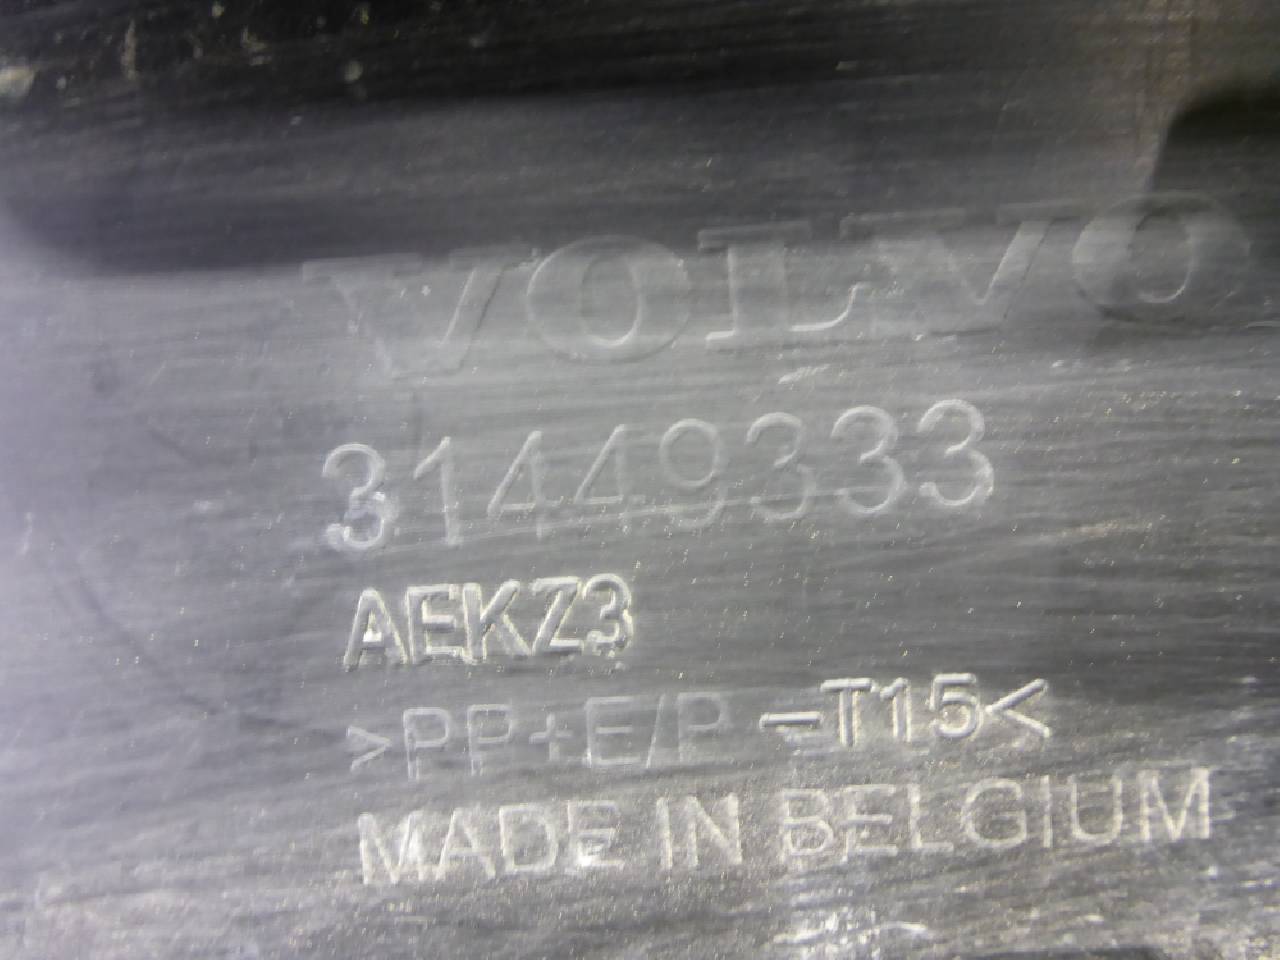 VOLVO
31449333
AEKZ3
>PP+E/P-T15<
MADE IN BELGIUM